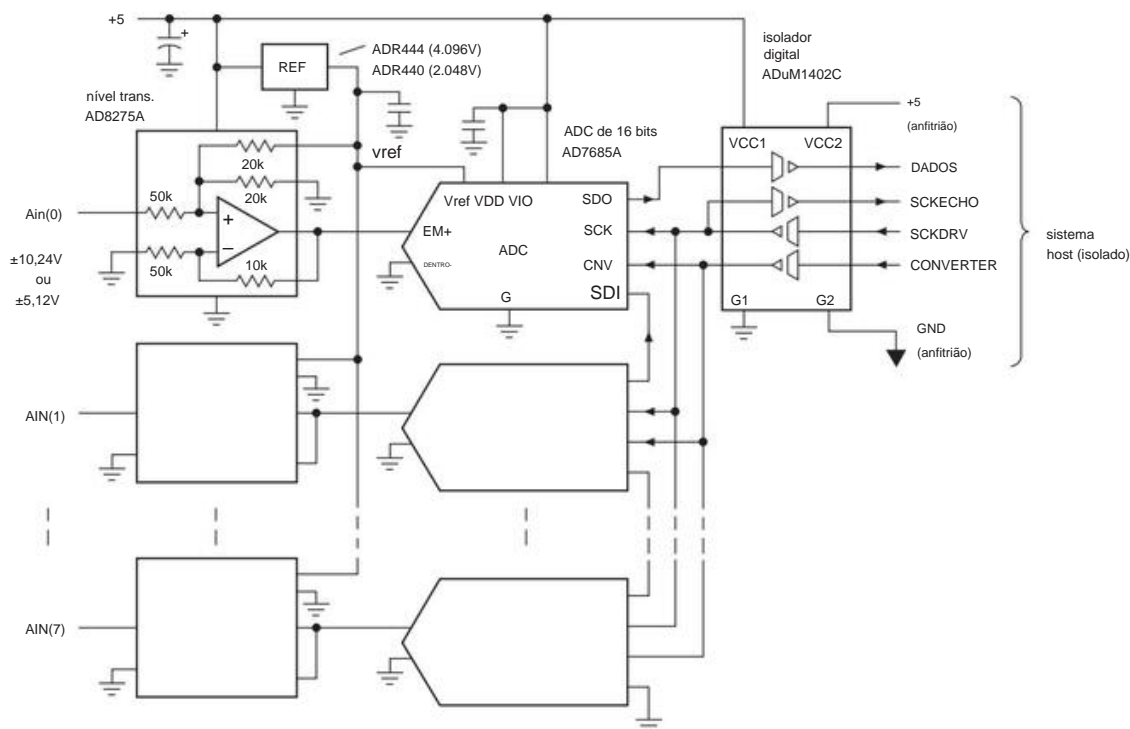 +5
+
REF
ADR444 (4.096V)
ADR440 (2.048V)
isolador
digital
ADuM1402C
nível trans.
AD8275A
vref
ADC de 16 bits
AD7685A
VCC1 VCC2
+5
(anfitrião)
20k
20k
50k
50k
10k
+
−
Ain(0)
±10,24V
ou
±5,12V
Vref VDD VIO
SDO
EM+
SCK
DENTRO-
ADC
CNV
SDI
G
DADOS
SCKECHO
SCKDRV
CONVERTER
sistema
host (isolado)
G1 G2
GND
(anfitrião)
AIN(1)
AIN(7)